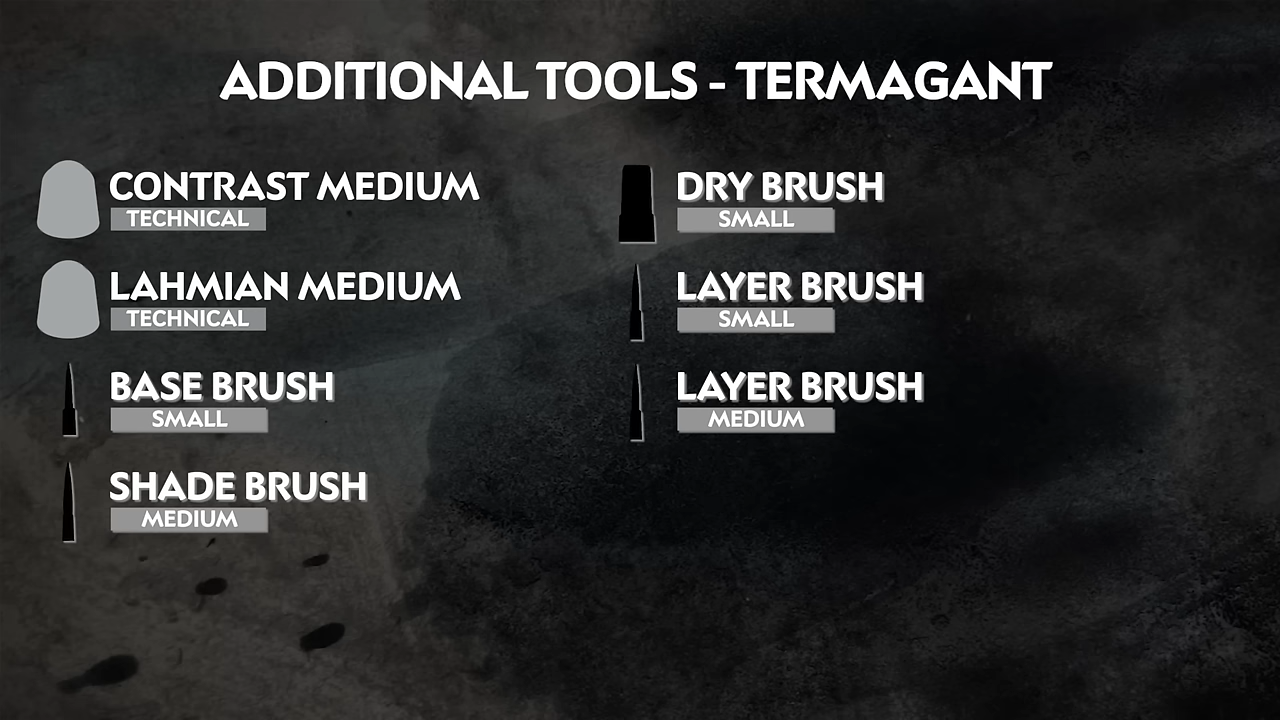 ADDITIONAL TOOLS - TERMAGANT
CONTRAST MEDIUM
TECHNICAL
LAHMIAN MEDIUM
TECHNICAL
BASE BRUSH
SMALL
SHADE BRUSH
MEDIUM
DRY BRUSH
SMALL
LAYER BRUSH
SMALL
LAYER BRUSH
MEDIUM